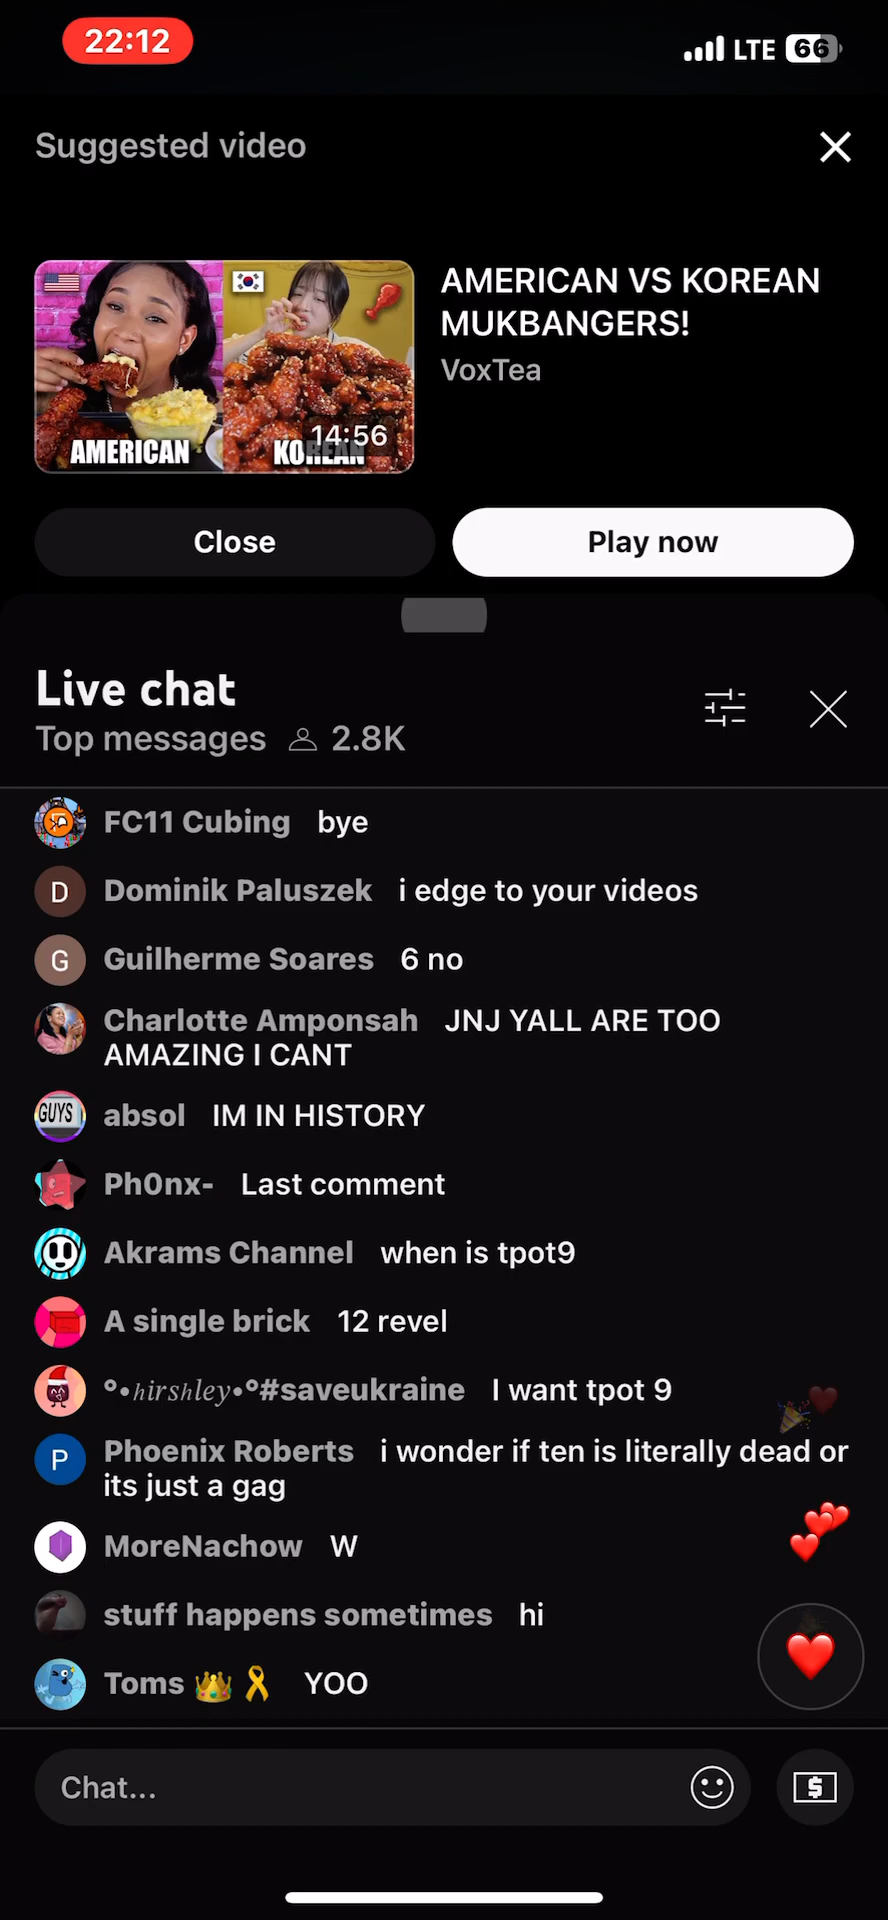 22:12
LTE 66
Suggested video
AMERICAN VS KOREAN
MUKBANGERS!
VoxTea
AMERICAN
KOREAN
14:56
Close
Play now
Live chat
Top messages 2.8K
FC11 Cubing bye
D Dominik Paluszek i edge to your videos
G Guilherme Soares 6 no
Charlotte Amponsah JNJ YALL ARE TOO
AMAZING I CANT
GUYS absol IM IN HISTORY
Ph0nx- Last comment
Akrams Channel when is tpot9
A single brick 12 revel
°•ℎ𝑖𝑟𝑠ℎ𝑙𝑒𝑦•°#saveukraine I want tpot 9
P Phoenix Roberts i wonder if ten is literally dead or
its just a gag
MoreNachow W
stuff happens sometimes hi
Toms 👑🎗️ YOO
Chat...
$